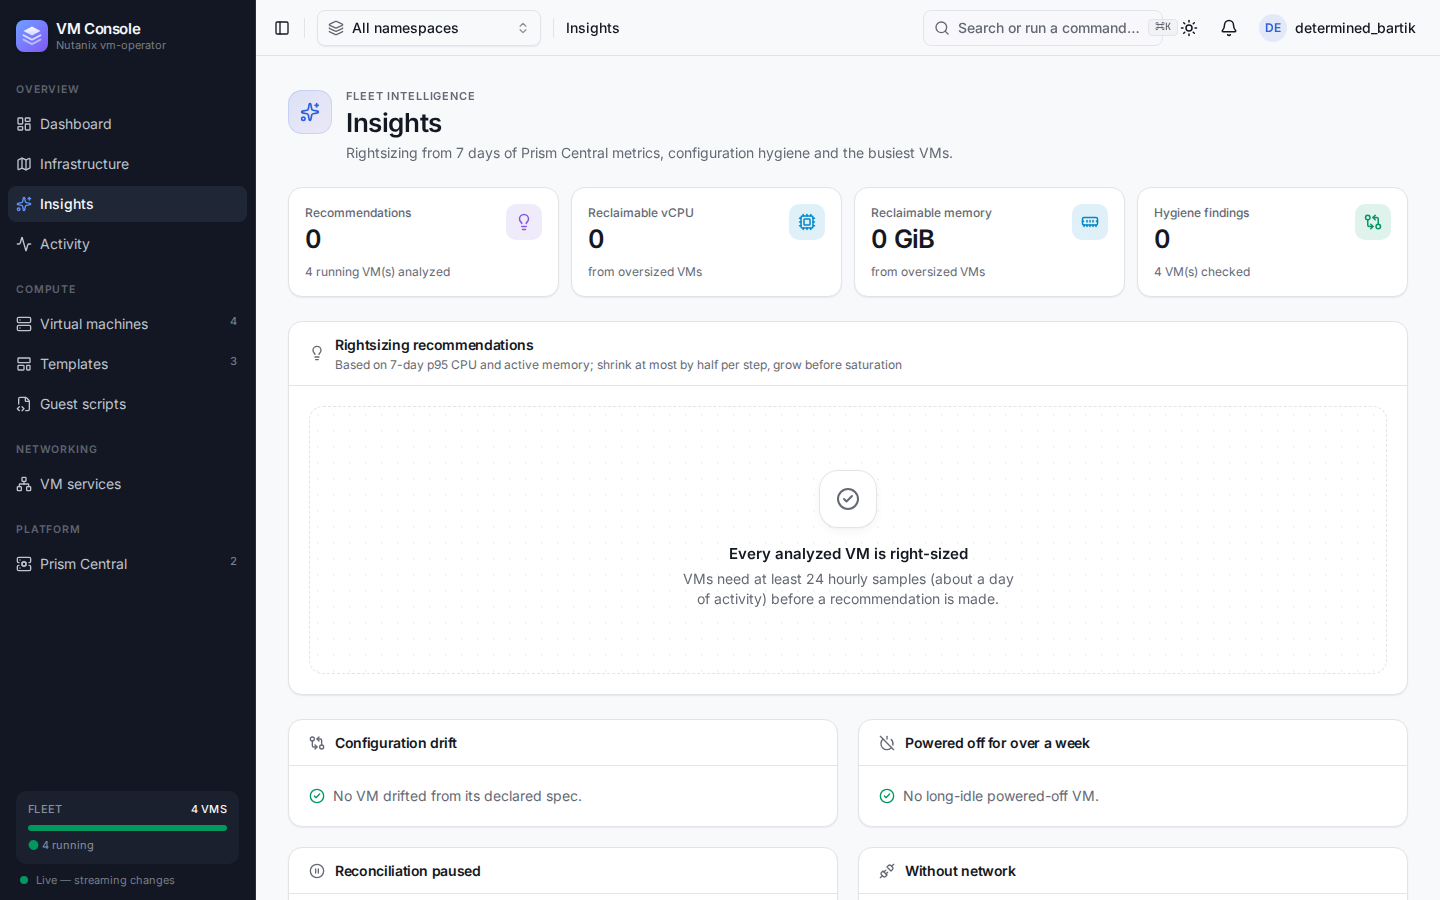 VM Console
Nutanix vm-operator
OVERVIEW
Dashboard
Infrastructure
Insights
Activity
COMPUTE
Virtual machines 4
Templates 3
Guest scripts
NETWORKING
VM services
PLATFORM
Prism Central 2
FLEET 4 VMS
4 running
Live — streaming changes
All namespaces
Insights
Search or run a command... ⌘K
DE determined_bartik
FLEET INTELLIGENCE
Insights
Rightsizing from 7 days of Prism Central metrics, configuration hygiene and the busiest VMs.
Recommendations
0
4 running VM(s) analyzed
Reclaimable vCPU
0
from oversized VMs
Reclaimable memory
0 GiB
from oversized VMs
Hygiene findings
0
4 VM(s) checked
Rightsizing recommendations
Based on 7-day p95 CPU and active memory; shrink at most by half per step, grow before saturation
Every analyzed VM is right-sized
VMs need at least 24 hourly samples (about a day
of activity) before a recommendation is made.
Configuration drift
No VM drifted from its declared spec.
Powered off for over a week
No long-idle powered-off VM.
Reconciliation paused
Without network